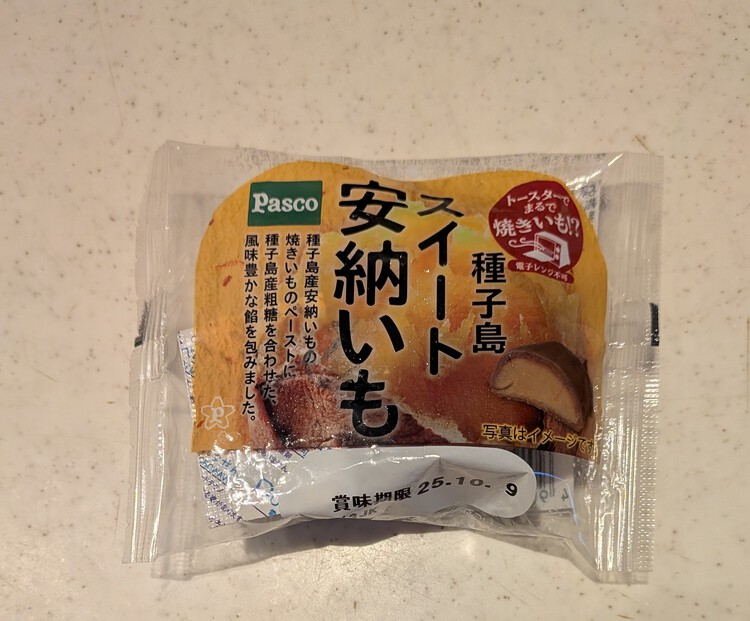 Pasco
種子島
スイート
安納いも
種子島産安納いもの
焼きいものペーストに
種子島産粗糖を合わせた、
風味豊かな餡を包みました。
トースターで
まるで
焼きいも!?
電子レンジ不可
写真はイメージです
賞味期限 25.10. 9